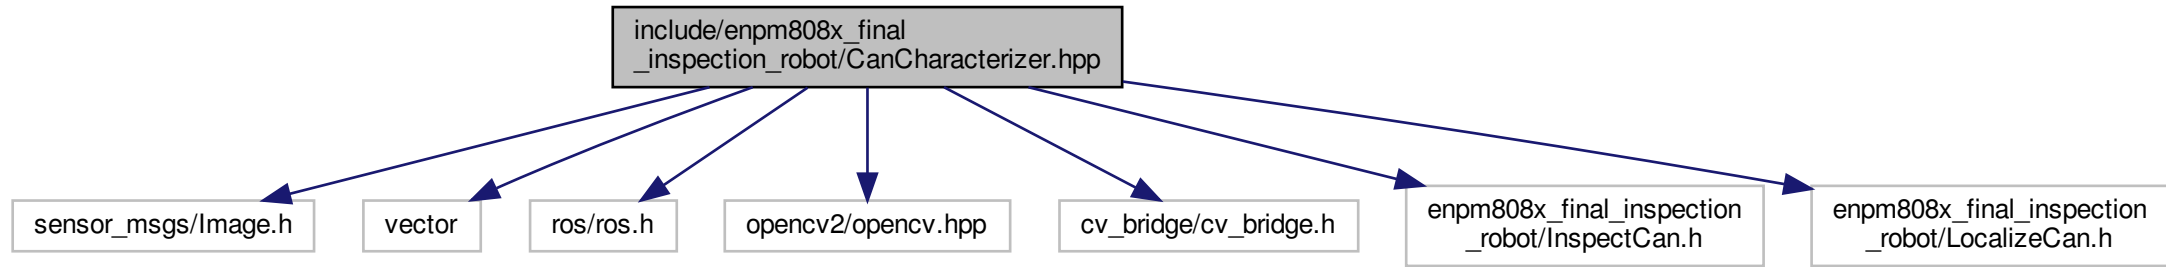 include/enpm808x_final
_inspection_robot/CanCharacterizer.hpp
sensor_msgs/Image.h
vector
ros/ros.h
opencv2/opencv.hpp
cv_bridge/cv_bridge.h
enpm808x_final_inspection
_robot/InspectCan.h
enpm808x_final_inspection
_robot/LocalizeCan.h